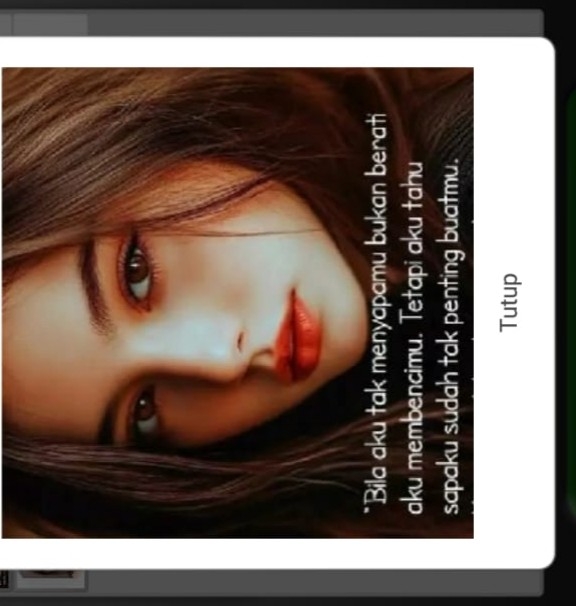 "Bila aku tak menyapamu bukan berati
aku membencimu. Tetapi aku tahu
sapaku sudah tak penting buatmu.
Tutup